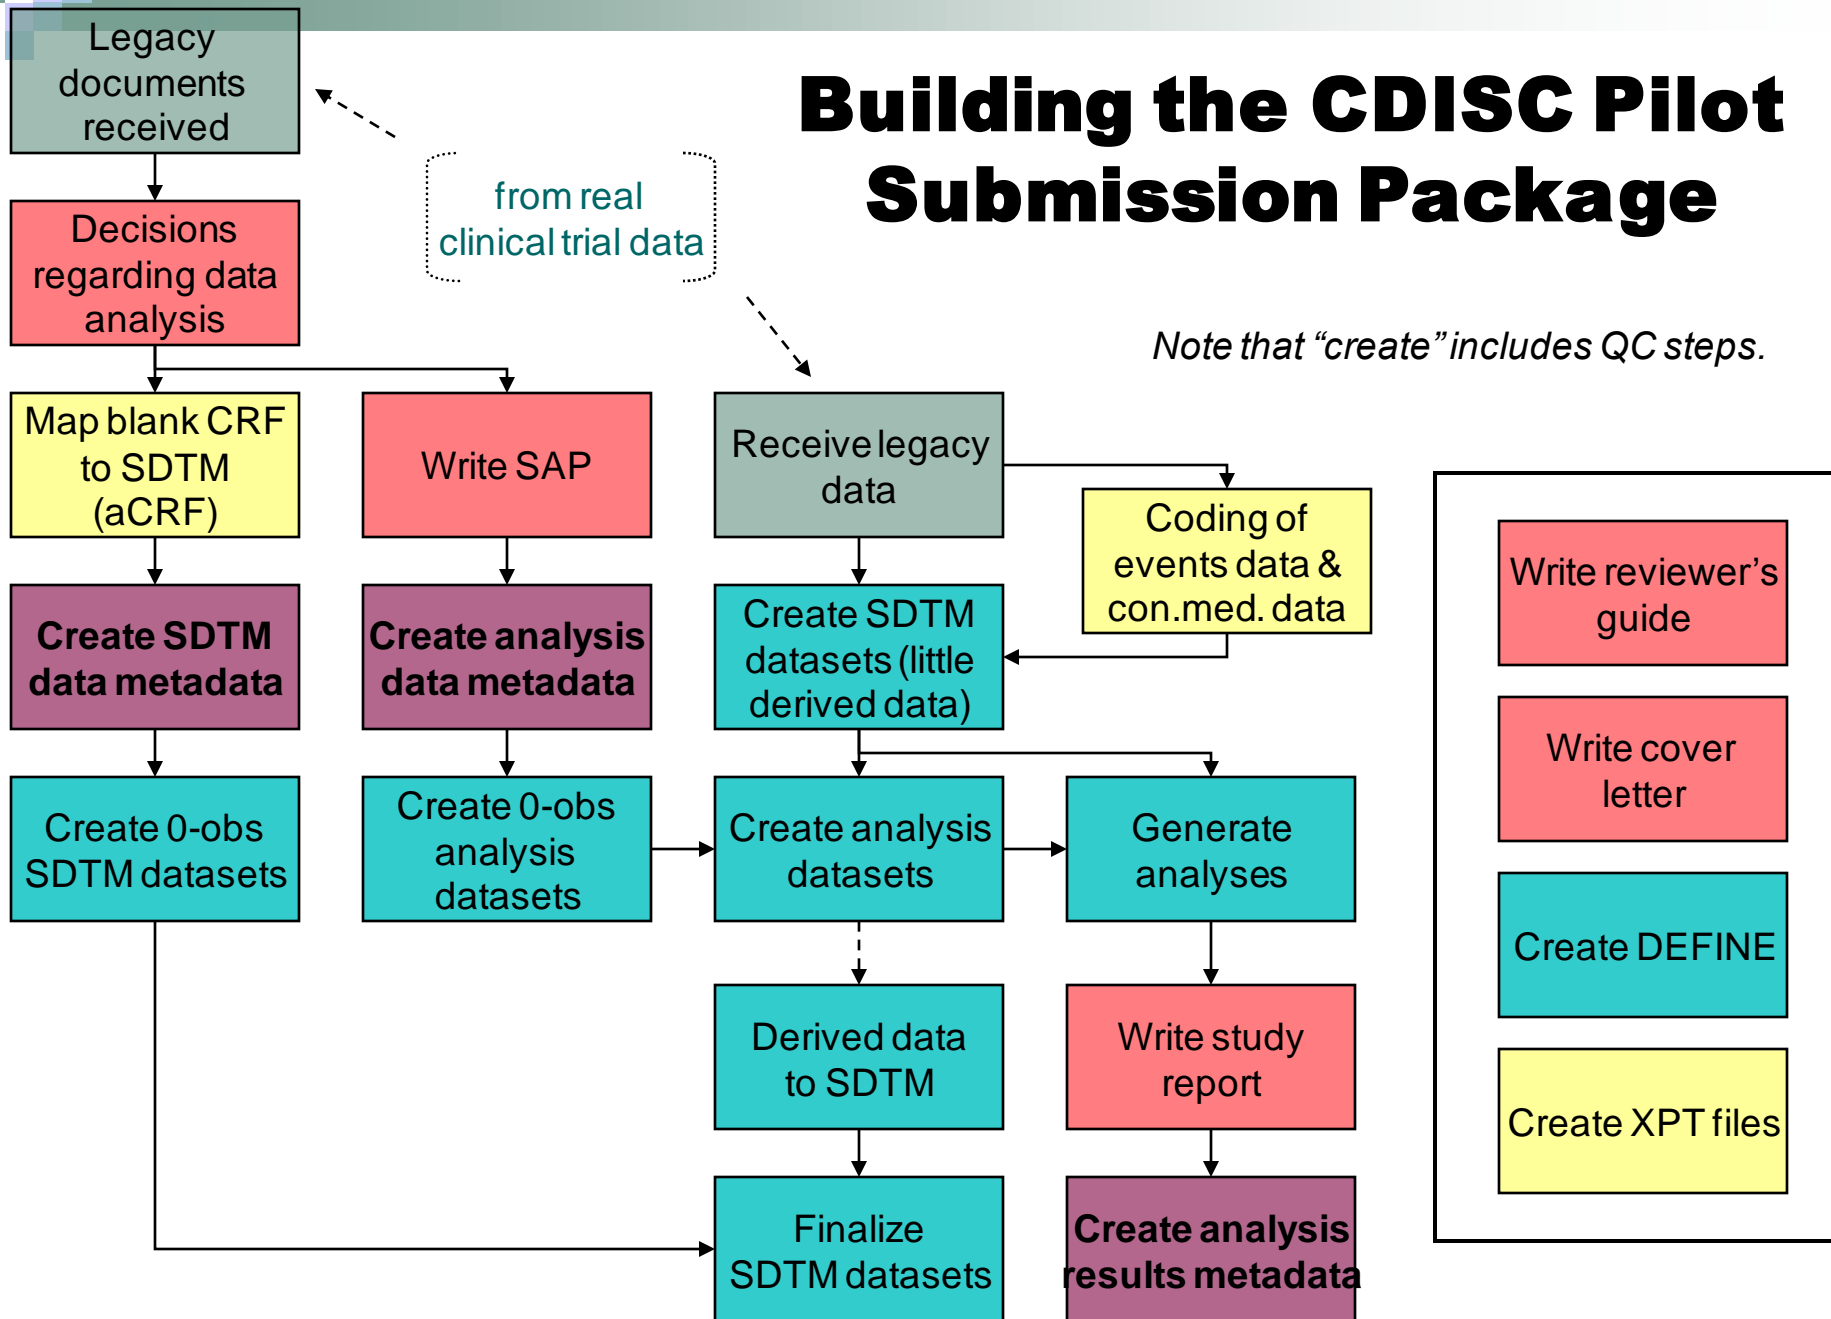 Building the CDISC Pilot
Submission Package
Note that “create” includes QC steps.
Legacy
documents
received
from real
clinical trial data
Decisions
regarding data
analysis
Map blank CRF
to SDTM
(aCRF)
Write SAP
Receive legacy
data
Coding of
events data &
con.med. data
Create SDTM
data metadata
Create analysis
data metadata
Create SDTM
datasets (little
derived data)
Create 0-obs
SDTM datasets
Create 0-obs
analysis
datasets
Create analysis
datasets
Generate
analyses
Derived data
to SDTM
Write study
report
Finalize
SDTM datasets
Create analysis
results metadata
Write reviewer’s
guide
Write cover
letter
Create DEFINE
Create XPT files